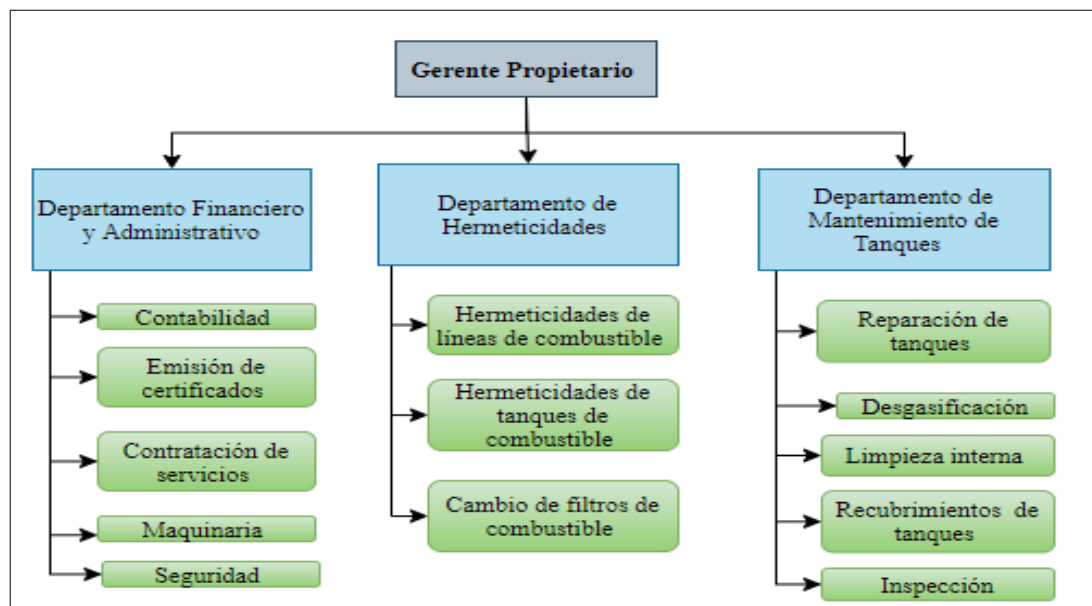 Gerente Propietario
Departamento Financiero
y Administrativo
Contabilidad
Emisión de
certificados
Contratación de
servicios
Maquinaria
Seguridad
Departamento de
Hermeticidades
Hermeticidades de
líneas de combustible
Hermeticidades de
tanques de
combustible
Cambio de filtros de
combustible
Departamento de
Mantenimiento de
Tanques
Reparación de
tanques
Desgasificación
Limpieza interna
Recubrimientos de
tanques
Inspección